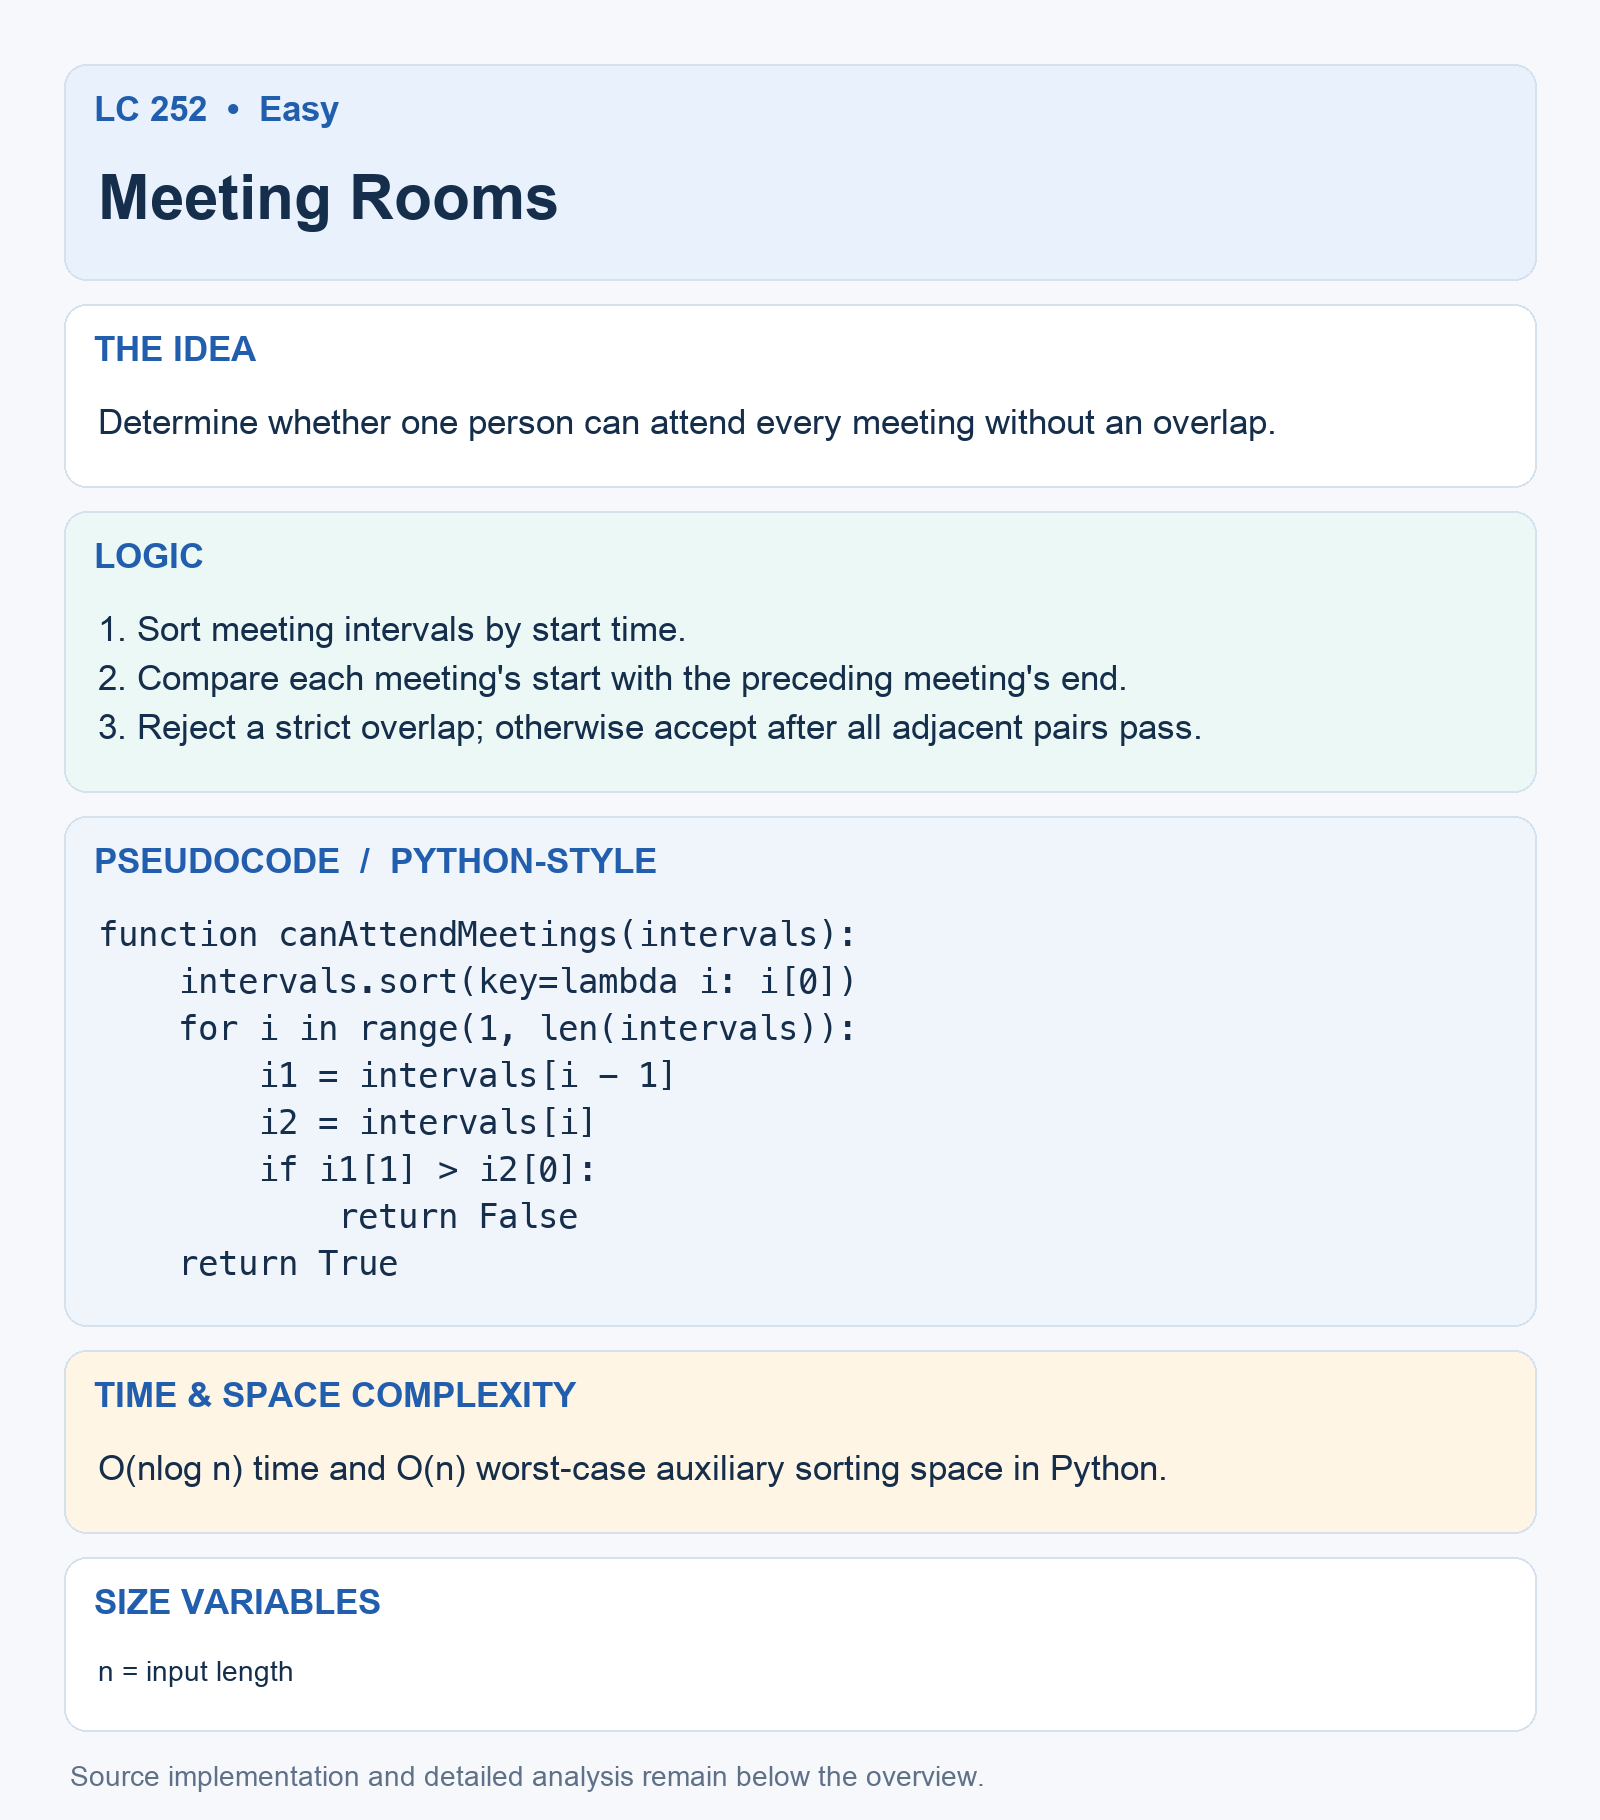 LC 252 • Easy
Meeting Rooms
THE IDEA
Determine whether one person can attend every meeting without an overlap.
LOGIC
1. Sort meeting intervals by start time.
2. Compare each meeting's start with the preceding meeting's end.
3. Reject a strict overlap; otherwise accept after all adjacent pairs pass.
PSEUDOCODE / PYTHON-STYLE
function canAttendMeetings(intervals):
    intervals.sort(key=lambda i: i[0])
    for i in range(1, len(intervals)):
        i1 = intervals[i − 1]
        i2 = intervals[i]
        if i1[1] > i2[0]:
            return False
    return True
TIME & SPACE COMPLEXITY
O(nlog n) time and O(n) worst-case auxiliary sorting space in Python.
SIZE VARIABLES
n = input length
Source implementation and detailed analysis remain below the overview.